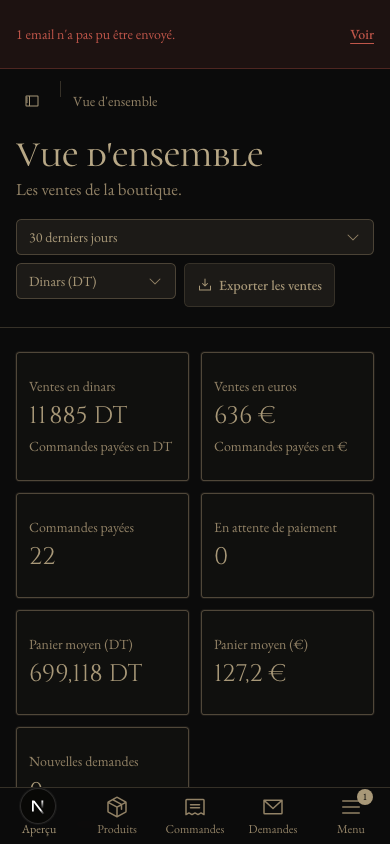 1 email n'a pas pu être envoyé.
Voir
Vue d'ensemble
Vue d'ensemble
Les ventes de la boutique.
30 derniers jours
Dinars (DT)
Exporter les ventes
Ventes en dinars
11 885 DT
Commandes payées en DT
Ventes en euros
636 €
Commandes payées en €
Commandes payées
22
En attente de paiement
0
Panier moyen (DT)
699,118 DT
Panier moyen (€)
127,2 €
Nouvelles demandes
N
Aperçu
Produits
Commandes
Demandes
1
Menu